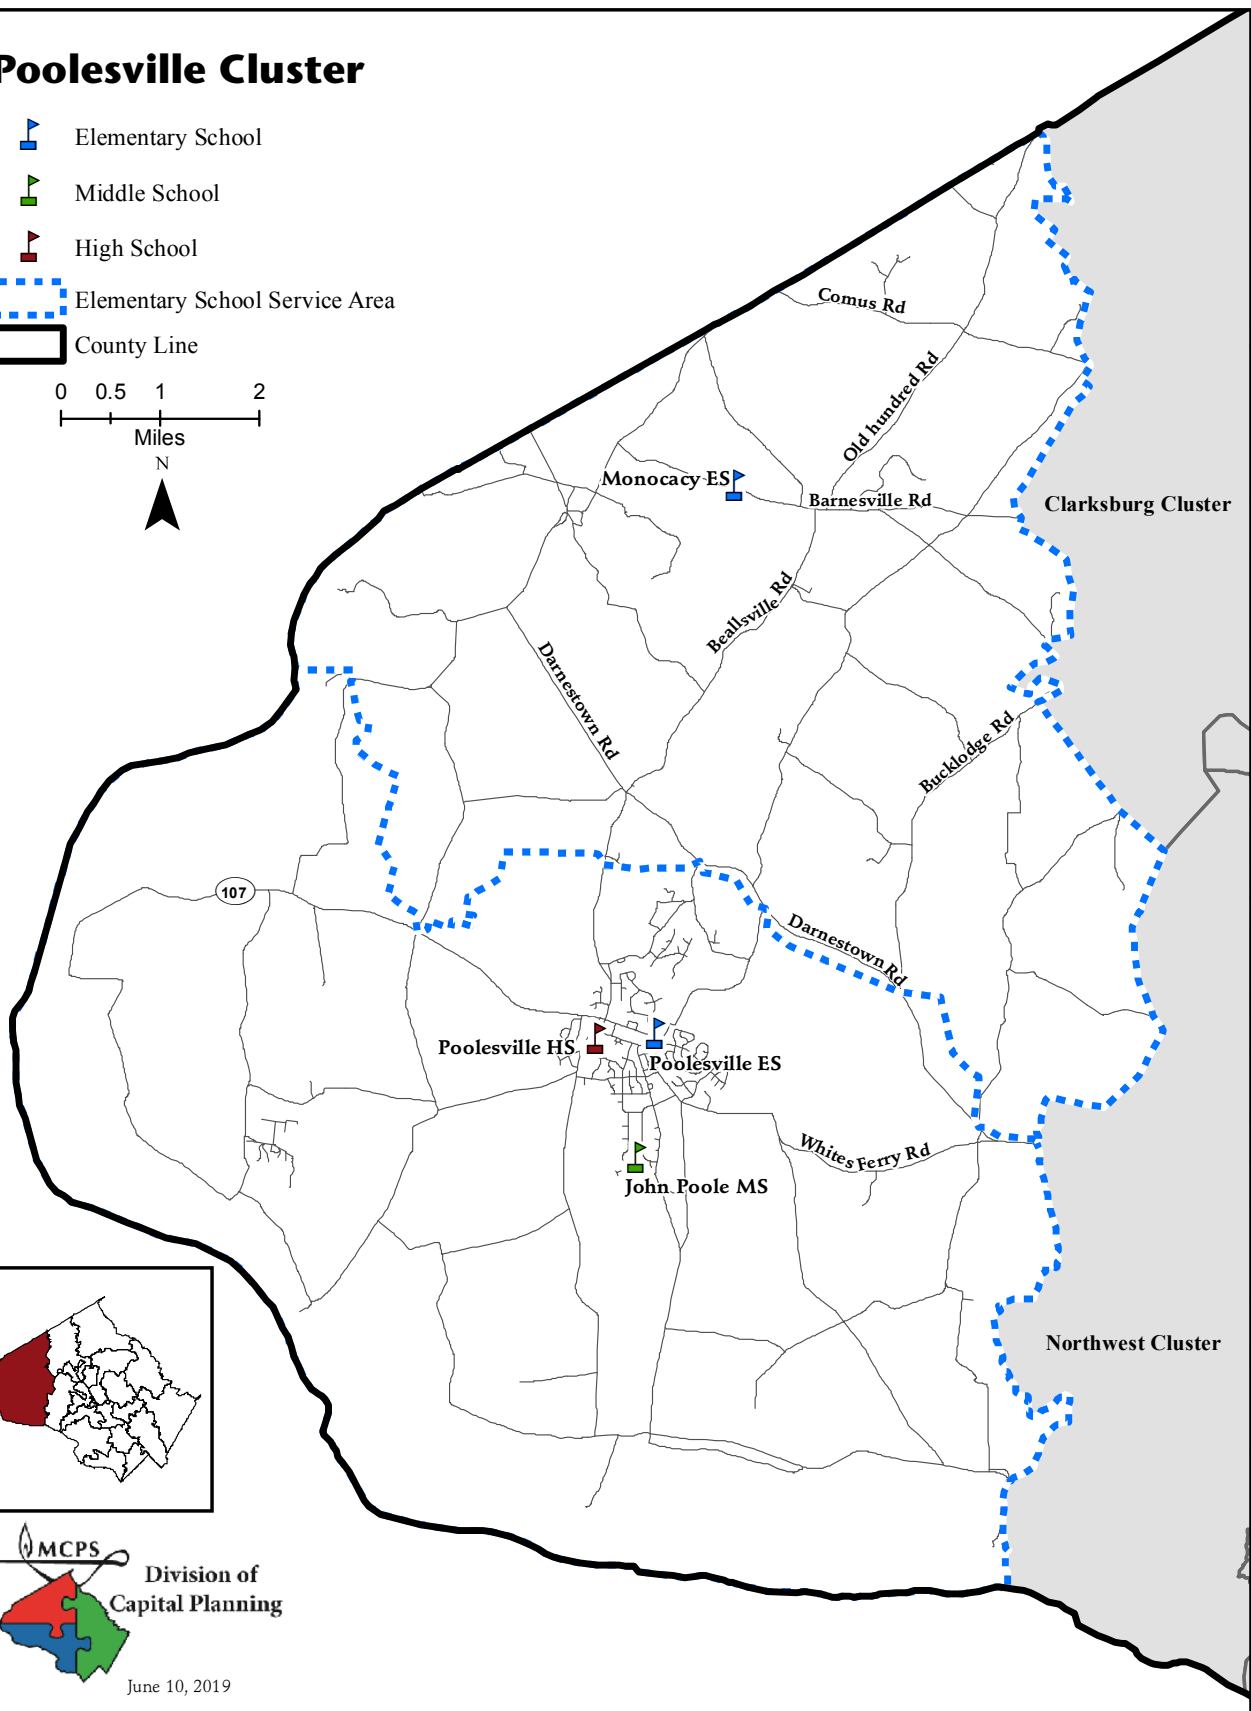 Poolesville Cluster
Elementary School
Middle School
High School
Elementary School Service Area
County Line
0 0.5 1 2
Miles
N
Comus Rd
Old hundred Rd
Monocacy ES
Barnesville Rd
Clarksburg Cluster
Beallsville Rd
Darnestown Rd
Bucklodge Rd
107
Darnestown Rd
Poolesville HS
Poolesville ES
Whites Ferry Rd
John Poole MS
Northwest Cluster
MCPS
Division of
Capital Planning
June 10, 2019